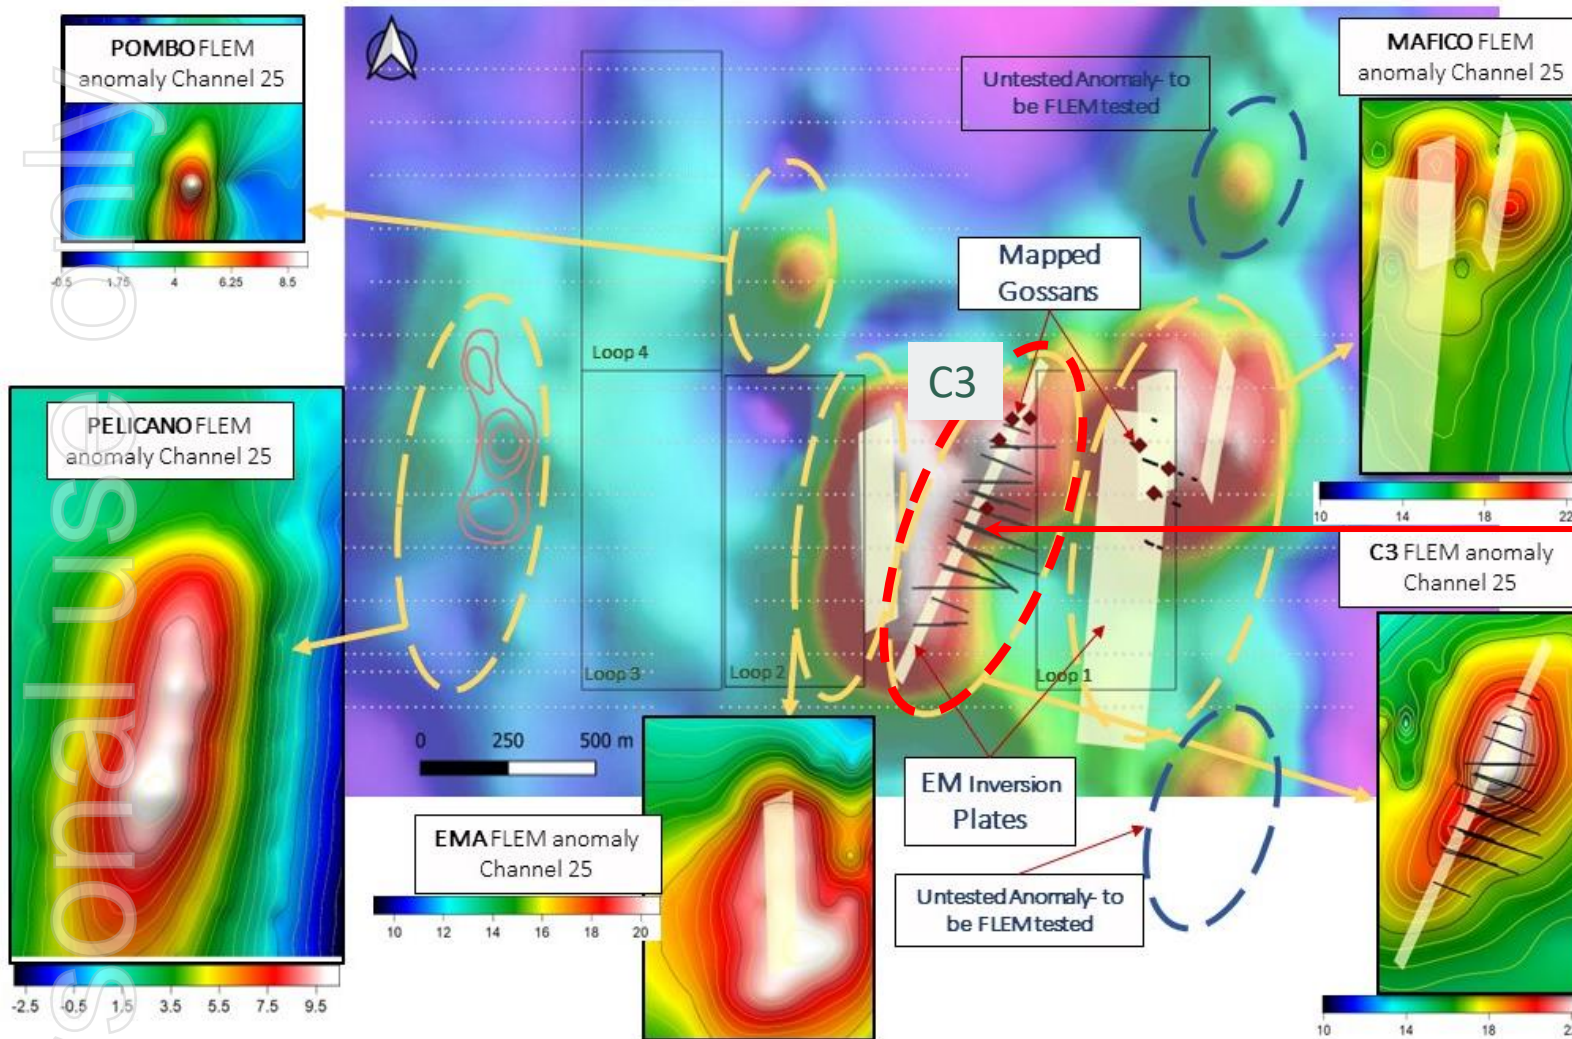 POMBO FLEM
anomaly Channel 25
-0.5 1.75 4 6.25 8.5
Untested Anomaly- to
be FLEM tested
MAFICO FLEM
anomaly Channel 25
10 14 18
Mapped
Gossans
Loop 4
C3
PELICANO FLEM
anomaly Channel 25
-2.5 -0.5 1.5 3.5 5.5 7.5 9.5
Loop 3
Loop 2
Loop 1
0 250 500 m
EMA FLEM anomaly
Channel 25
10 12 14 16 18 20
EM Inversion
Plates
Untested Anomaly- to
be FLEM tested
C3 FLEM anomaly
Channel 25
10 14 18
sonal use only